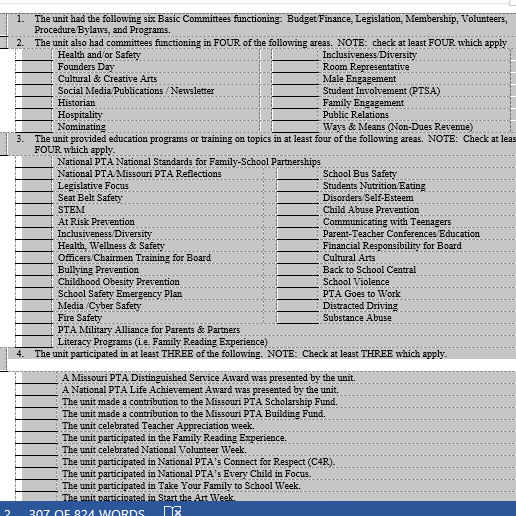 1. The unit had the following six Basic Committees functioning: Budget/Finance, Legislation, Membership, Volunteers,
Procedure/Bylaws, and Programs.
2. The unit also had committees functioning in FOUR of the following areas. NOTE: check at least FOUR which apply
Health and/or Safety Inclusiveness/Diversity
Founders Day Room Representative
Cultural & Creative Arts Male Engagement
Social Media/Publications / Newsletter Student Involvement (PTSA)
Historian Family Engagement
Hospitality Public Relations
Nominating Ways & Means (Non-Dues Revenue)
3. The unit provided education programs or training on topics in at least four of the following areas. NOTE: Check at leas
FOUR which apply.
National PTA National Standards for Family-School Partnerships
National PTA/Missouri PTA Reflections School Bus Safety
Legislative Focus Students Nutrition/Eating
Seat Belt Safety Disorders/Self-Esteem
STEM Child Abuse Prevention
At Risk Prevention Communicating with Teenagers
Inclusiveness/Diversity Parent-Teacher Conferences/Education
Health, Wellness & Safety Financial Responsibility for Board
Officers/Chairmen Training for Board Cultural Arts
Bullying Prevention Back to School Central
Childhood Obesity Prevention School Violence
School Safety Emergency Plan PTA Goes to Work
Media /Cyber Safety Distracted Driving
Fire Safety Substance Abuse
PTA Military Alliance for Parents & Partners
Literacy Programs (i.e. Family Reading Experience)
4. The unit participated in at least THREE of the following. NOTE: Check at least THREE which apply.
A Missouri PTA Distinguished Service Award was presented by the unit.
A National PTA Life Achievement Award was presented by the unit.
The unit made a contribution to the Missouri PTA Scholarship Fund.
The unit made a contribution to the Missouri PTA Building Fund.
The unit celebrated Teacher Appreciation week.
The unit participated in the Family Reading Experience.
The unit celebrated National Volunteer Week.
The unit participated in National PTA's Connect for Respect (C4R).
The unit participated in National PTA's Every Child in Focus.
The unit participated in Take Your Family to School Week.
The unit participated in Start the Art Week.
2 307 OF 824 WORDS